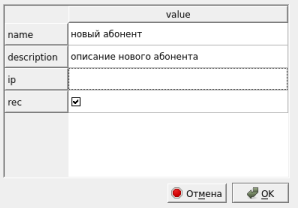 value
name новый абонент
description описание нового абонента
ip
rec
Отмена OK